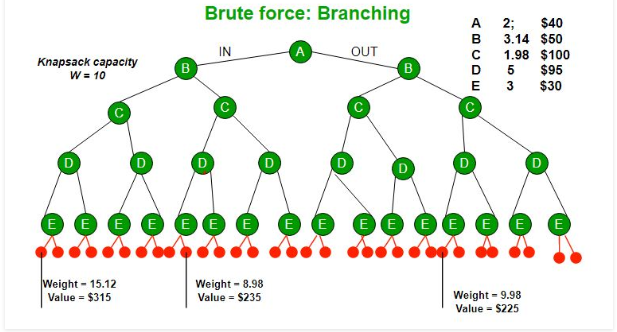 Brute force: Branching
A 2; $40
B 3.14 $50
C 1.98 $100
D 5 $95
E 3 $30
Knapsack capacity
W = 10
IN
OUT
A
B B
C C C C
D D D D D D D D
E E E E E E E E E E E E E E E E
Weight = 15.12
Value = $315
Weight = 8.98
Value = $235
Weight = 9.98
Value = $225